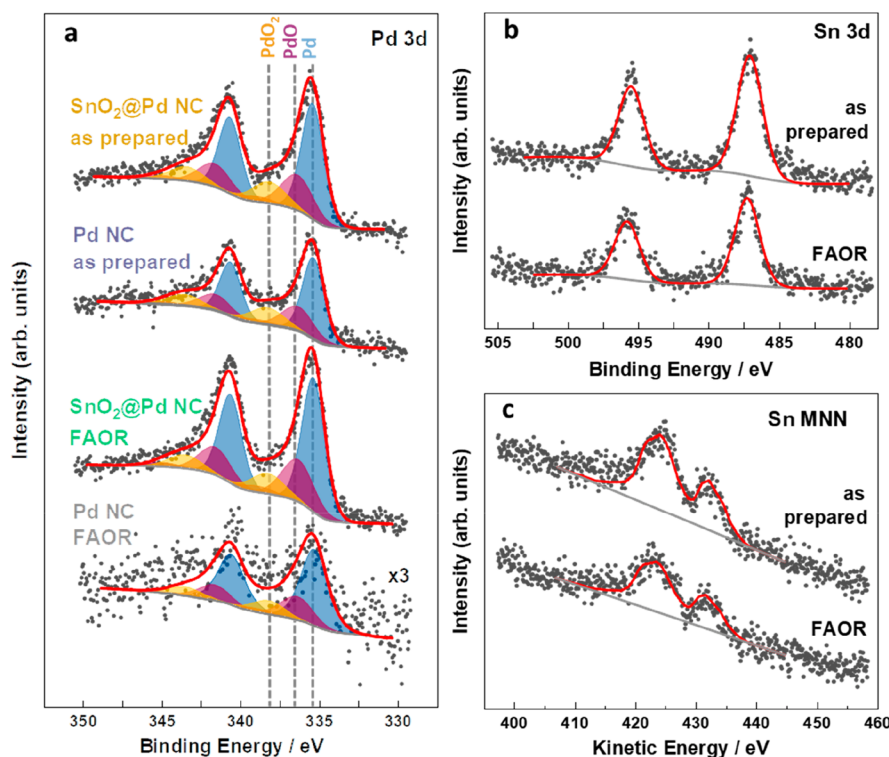 a
Pd 3d
PdO₂
PdO
Pd
SnO₂@Pd NC
as prepared
Pd NC
as prepared
SnO₂@Pd NC
FAOR
Pd NC
FAOR
x3
Intensity (arb. units)
350 345 340 335 330
Binding Energy / eV
b
Sn 3d
as
prepared
FAOR
Intensity (arb. units)
505 500 495 490 485 480
Binding Energy / eV
c
Sn MNN
as
prepared
FAOR
Intensity (arb. units)
400 410 420 430 440 450 460
Kinetic Energy / eV